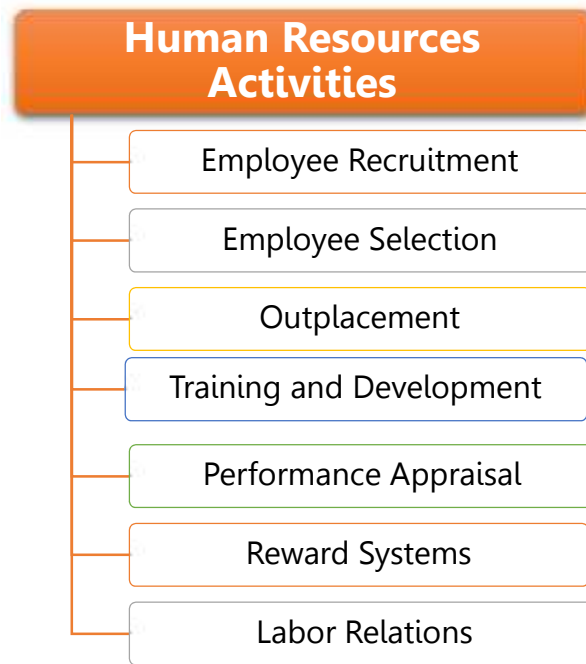 Human Resources
Activities
Employee Recruitment
Employee Selection
Outplacement
Training and Development
Performance Appraisal
Reward Systems
Labor Relations